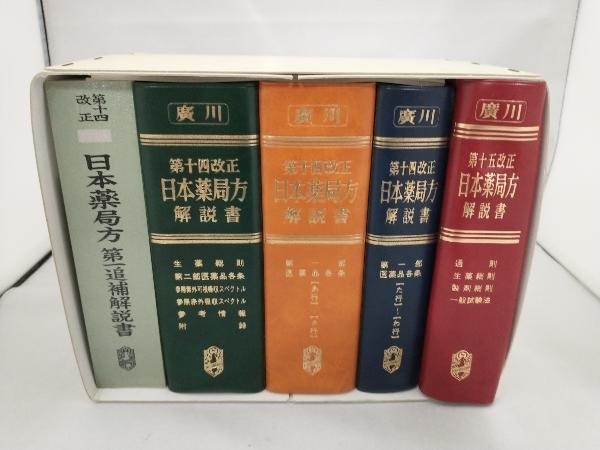 第十四
改正
日本薬局方
第一追補解説書
廣川
第十四改正
日本薬局方
解説書
生薬総則
第二部医薬品各条
参照紫外可視吸収スペクトル
参照赤外吸収スペクトル
参考情報
附録
廣川
第十四改正
日本薬局方
解説書
第一部
医薬品各条
【あ行】
廣川
第十四改正
日本薬局方
解説書
第一部
医薬品各条
【た行】―【わ行】
廣川
第十五改正
日本薬局方
解説書
通則
生薬総則
製剤総則
一般試験法